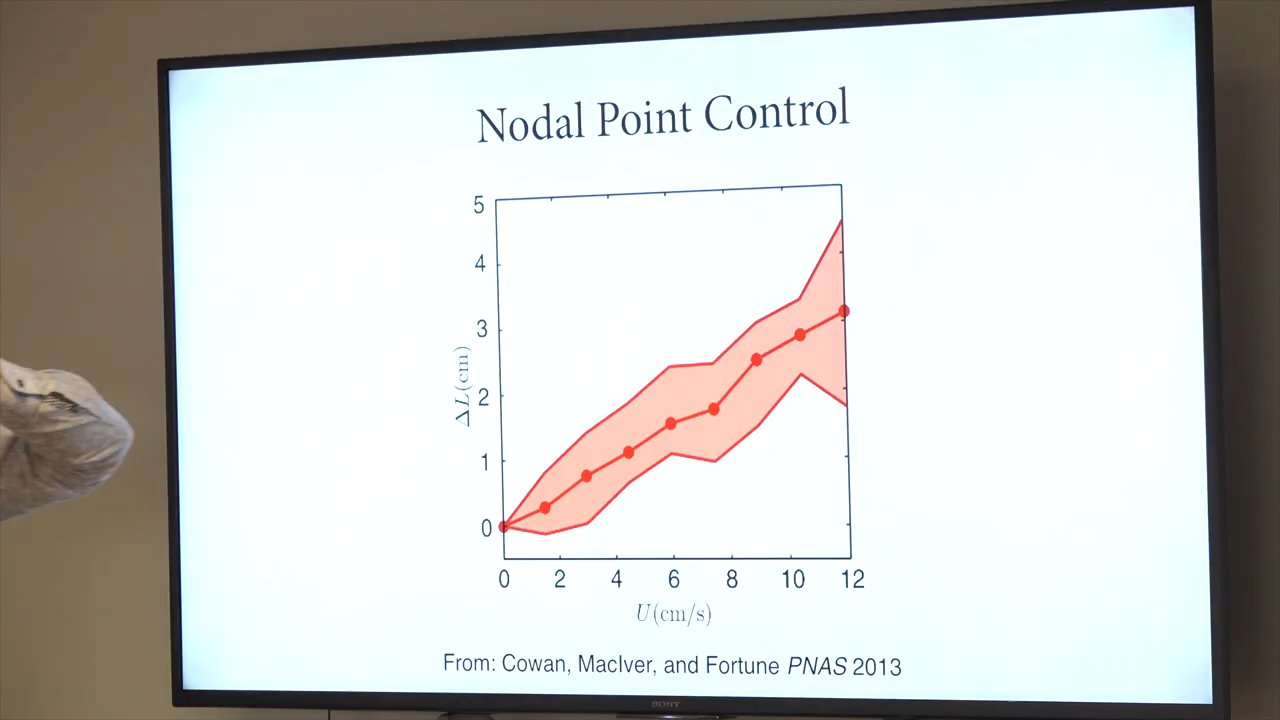 Nodal Point Control
5
4
3
2
1
0
ΔL(cm)
0 2 4 6 8 10 12
U(cm/s)
From: Cowan, MacIver, and Fortune PNAS 2013
SONY